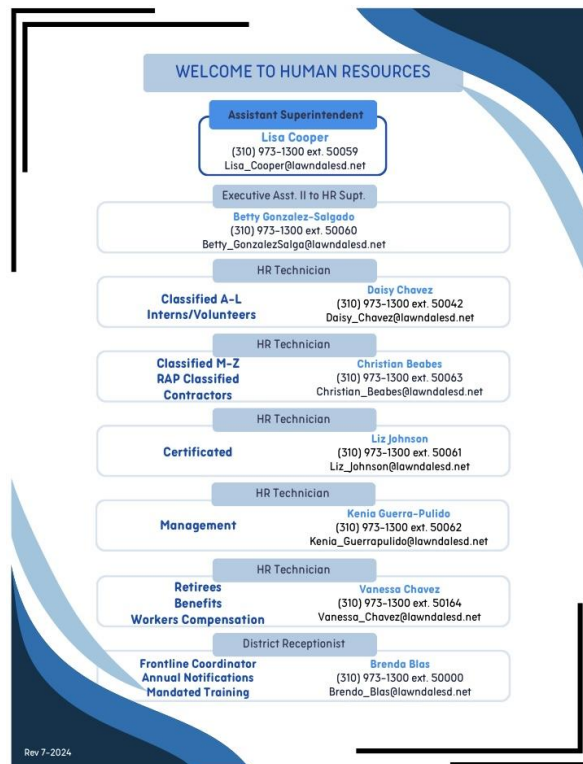 WELCOME TO HUMAN RESOURCES
Assistant Superintendent
Lisa Cooper
(310) 973-1300 ext. 50059
Lisa_Cooper@lawndalesd.net
Executive Asst. II to HR Supt.
Betty Gonzalez-Salgado
(310) 973-1300 ext. 50060
Betty_GonzalezSalga@lawndalesd.net
HR Technician
Classified A-L
Interns/Volunteers
Daisy Chavez
(310) 973-1300 ext. 50042
Daisy_Chavez@lawndalesd.net
HR Technician
Classified M-Z
RAP Classified
Contractors
Christian Beabes
(310) 973-1300 ext. 50063
Christian_Beabes@lawndalesd.net
HR Technician
Certificated
Liz Johnson
(310) 973-1300 ext. 50061
Liz_Johnson@lawndalesd.net
HR Technician
Management
Kenia Guerra-Pulido
(310) 973-1300 ext. 50062
Kenia_Guerrapulido@lawndalesd.net
HR Technician
Retirees
Benefits
Workers Compensation
Vanessa Chavez
(310) 973-1300 ext. 50164
Vanessa_Chavez@lawndalesd.net
District Receptionist
Frontline Coordinator
Annual Notifications
Mandated Training
Brenda Blas
(310) 973-1300 ext. 50000
Brendo_Blas@lawndalesd.net
Rev 7-2024